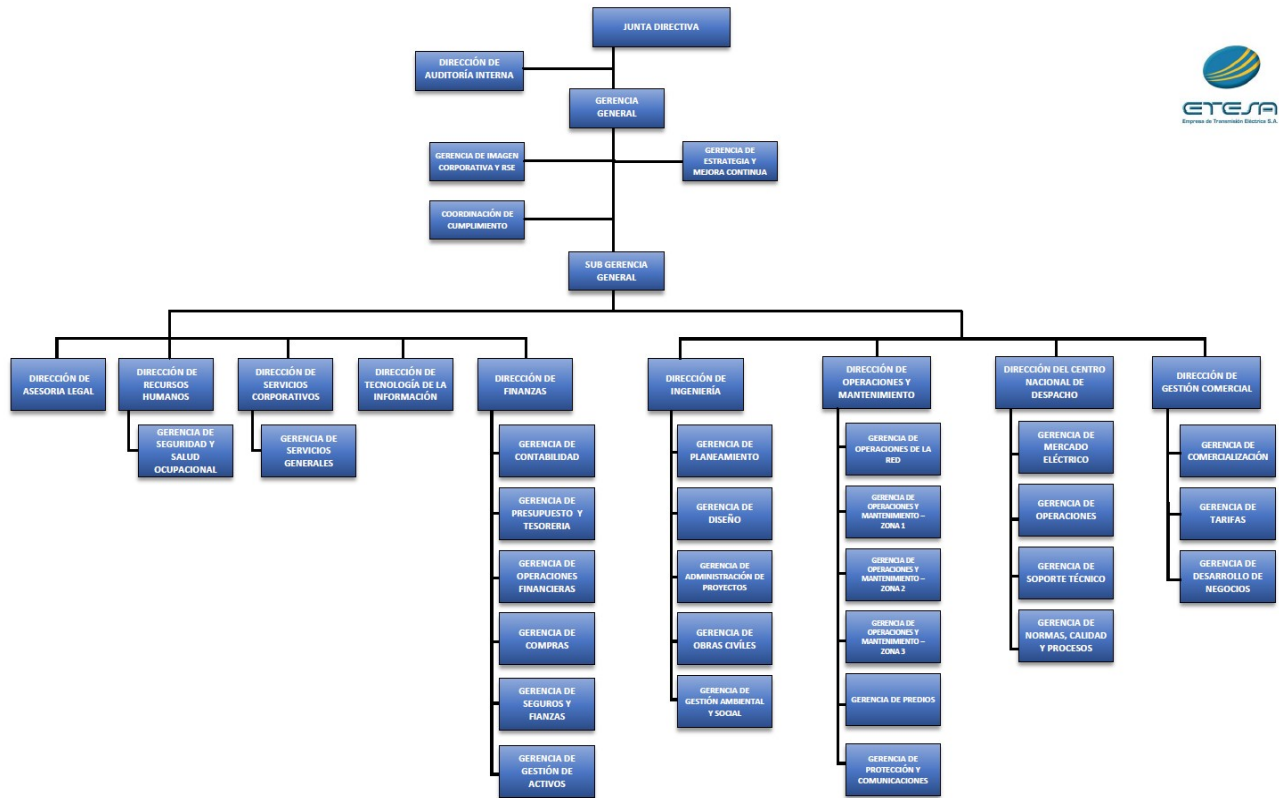 JUNTA DIRECTIVA
DIRECCIÓN DE
AUDITORÍA INTERNA
GERENCIA
GENERAL
ETESA
Empresa de Transmisión Eléctrica S.A.
GERENCIA DE IMAGEN
CORPORATIVA Y RSE
GERENCIA DE
ESTRATEGIA Y
MEJORA CONTINUA
COORDINACIÓN DE
CUMPLIMIENTO
SUB GERENCIA
GENERAL
DIRECCIÓN DE
ASESORIA LEGAL
DIRECCIÓN DE
RECURSOS
HUMANOS
DIRECCIÓN DE
SERVICIOS
CORPORATIVOS
DIRECCIÓN DE
TECNOLOGÍA DE LA
INFORMACIÓN
DIRECCIÓN DE
FINANZAS
DIRECCIÓN DE
INGENIERÍA
DIRECCIÓN DE
OPERACIONES Y
MANTENIMIENTO
DIRECCIÓN DEL CENTRO
NACIONAL DE
DESPACHO
DIRECCIÓN DE
GESTIÓN COMERCIAL
GERENCIA DE
SEGURIDAD Y
SALUD
OCUPACIONAL
GERENCIA DE
SERVICIOS
GENERALES
GERENCIA DE
CONTABILIDAD
GERENCIA DE
PRESUPUESTO Y
TESORERIA
GERENCIA DE
OPERACIONES
FINANCIERAS
GERENCIA DE
COMPRAS
GERENCIA DE
SEGUROS Y
FIANZAS
GERENCIA DE
GESTIÓN DE
ACTIVOS
GERENCIA DE
PLANEAMIENTO
GERENCIA DE
DISEÑO
GERENCIA DE
ADMINISTRACIÓN DE
PROYECTOS
GERENCIA DE
OBRAS CIVÍLES
GERENCIA DE
GESTIÓN AMBIENTAL
Y SOCIAL
GERENCIA DE
OPERACIONES DE LA
RED
GERENCIA DE
OPERACIONES Y
MANTENIMIENTO –
ZONA 1
GERENCIA DE
OPERACIONES Y
MANTENIMIENTO –
ZONA 2
GERENCIA DE
OPERACIONES Y
MANTENIMIENTO –
ZONA 3
GERENCIA DE PREDIOS
GERENCIA DE
PROTECCIÓN Y
COMUNICACIONES
GERENCIA DE
MERCADO
ELÉCTRICO
GERENCIA DE
OPERACIONES
GERENCIA DE
SOPORTE TÉCNICO
GERENCIA DE
NORMAS, CALIDAD
Y PROCESOS
GERENCIA DE
COMERCIALIZACIÓN
GERENCIA DE
TARIFAS
GERENCIA DE
DESARROLLO DE
NEGOCIOS